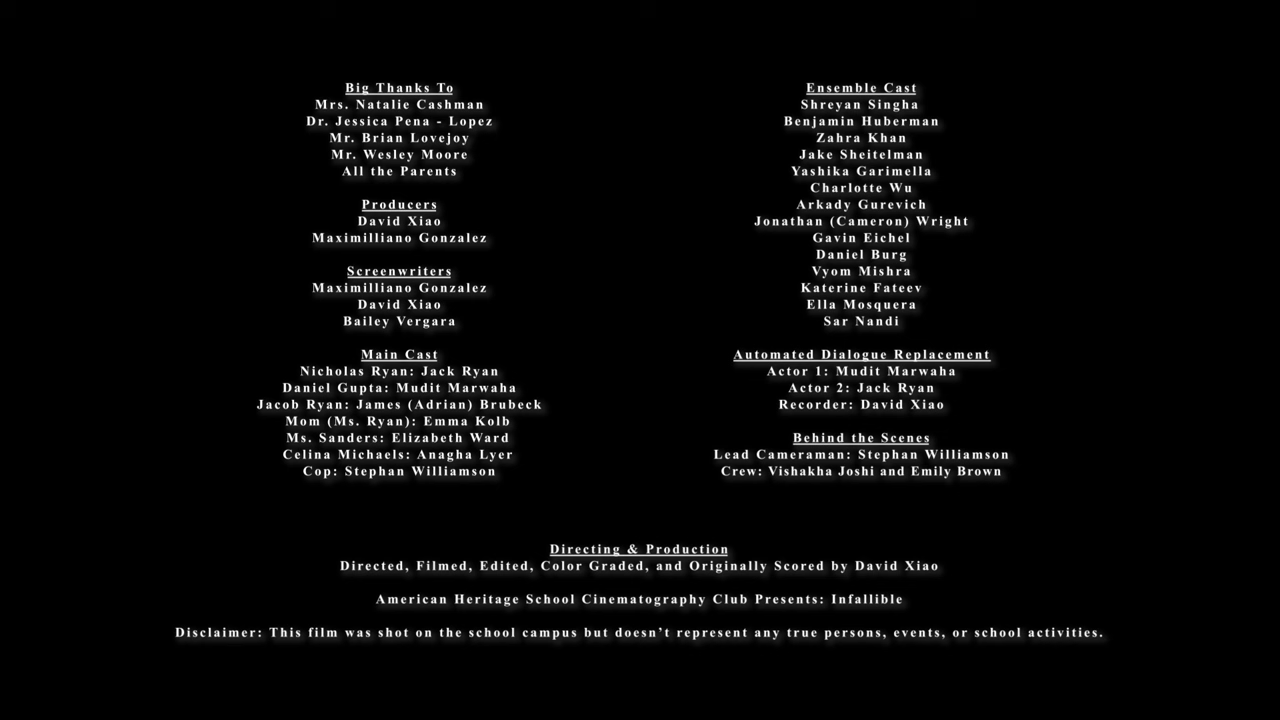 Big Thanks To
Mrs. Natalie Cashman
Dr. Jessica Pena - Lopez
Mr. Brian Lovejoy
Mr. Wesley Moore
All the Parents
Producers
David Xiao
Maximilliano Gonzalez
Screenwriters
Maximilliano Gonzalez
David Xiao
Bailey Vergara
Main Cast
Nicholas Ryan: Jack Ryan
Daniel Gupta: Mudit Marwaha
Jacob Ryan: James (Adrian) Brubeck
Mom (Ms. Ryan): Emma Kolb
Ms. Sanders: Elizabeth Ward
Celina Michaels: Anagha Lyer
Cop: Stephan Williamson
Ensemble Cast
Shreyan Singha
Benjamin Huberman
Zahra Khan
Jake Sheitelman
Yashika Garimella
Charlotte Wu
Arkady Gurevich
Jonathan (Cameron) Wright
Gavin Eichel
Daniel Burg
Vyom Mishra
Katerine Fateev
Ella Mosquera
Sar Nandi
Automated Dialogue Replacement
Actor 1: Mudit Marwaha
Actor 2: Jack Ryan
Recorder: David Xiao
Behind the Scenes
Lead Cameraman: Stephan Williamson
Crew: Vishakha Joshi and Emily Brown
Directing & Production
Directed, Filmed, Edited, Color Graded, and Originally Scored by David Xiao
American Heritage School Cinematography Club Presents: Infallible
Disclaimer: This film was shot on the school campus but doesn’t represent any true persons, events, or school activities.